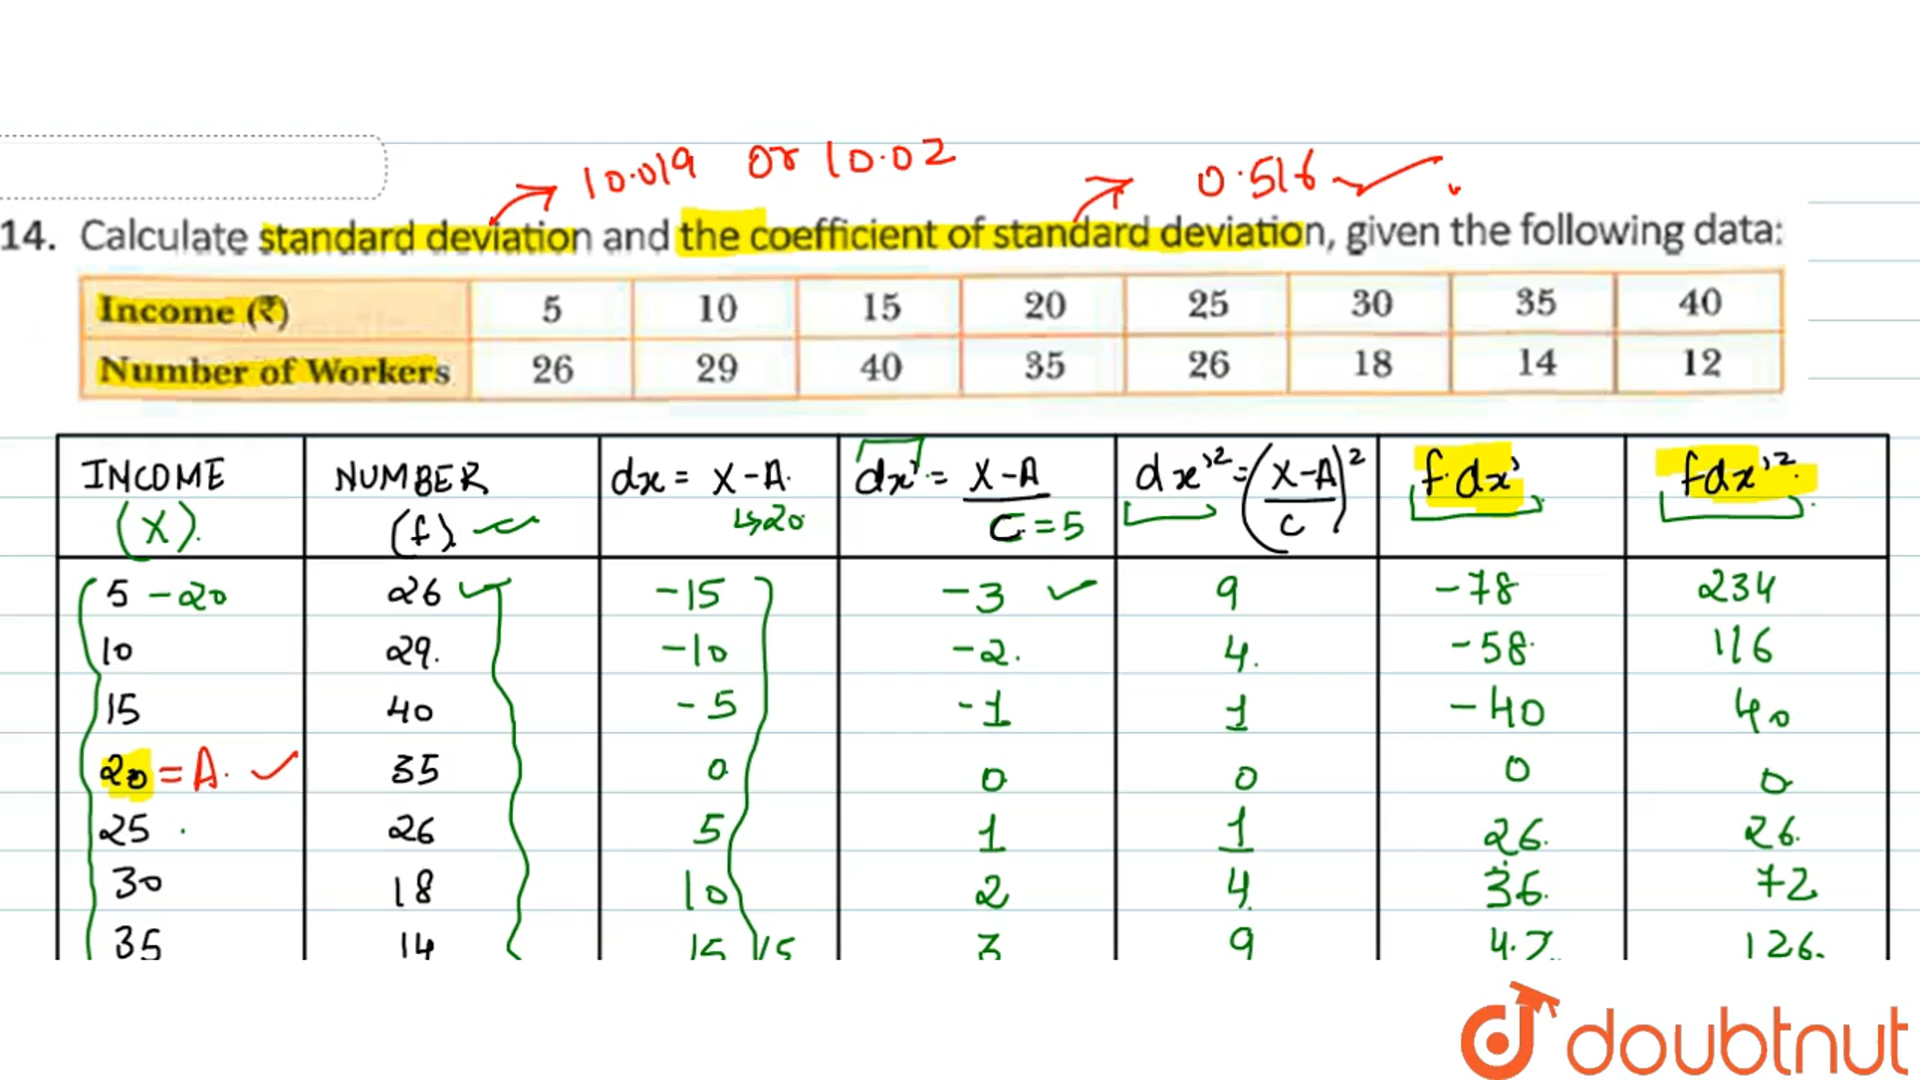 10.019 or 10.02 0.516
14. Calculate standard deviation and the coefficient of standard deviation, given the following data:
Income (₹) 5 10 15 20 25 30 35 40
Number of Workers 26 29 40 35 26 18 14 12
INCOME NUMBER dx = X-A. dx' = X-A dx'² = (X-A)² f.dx' fdx'²
(X). (f). ↳20 C = 5 C
5 -20 26 -15 -3 9 -78 234
10 29. -10 -2. 4. -58. 116
15 40 -5 -1 1 -40 40
20 = A. 35 0 0 0 0 0
25 26 5 1 1 26. 26.
30 18 10 2 4 36. 72
35 14 15 15 3 9 42 126.
doubtnut